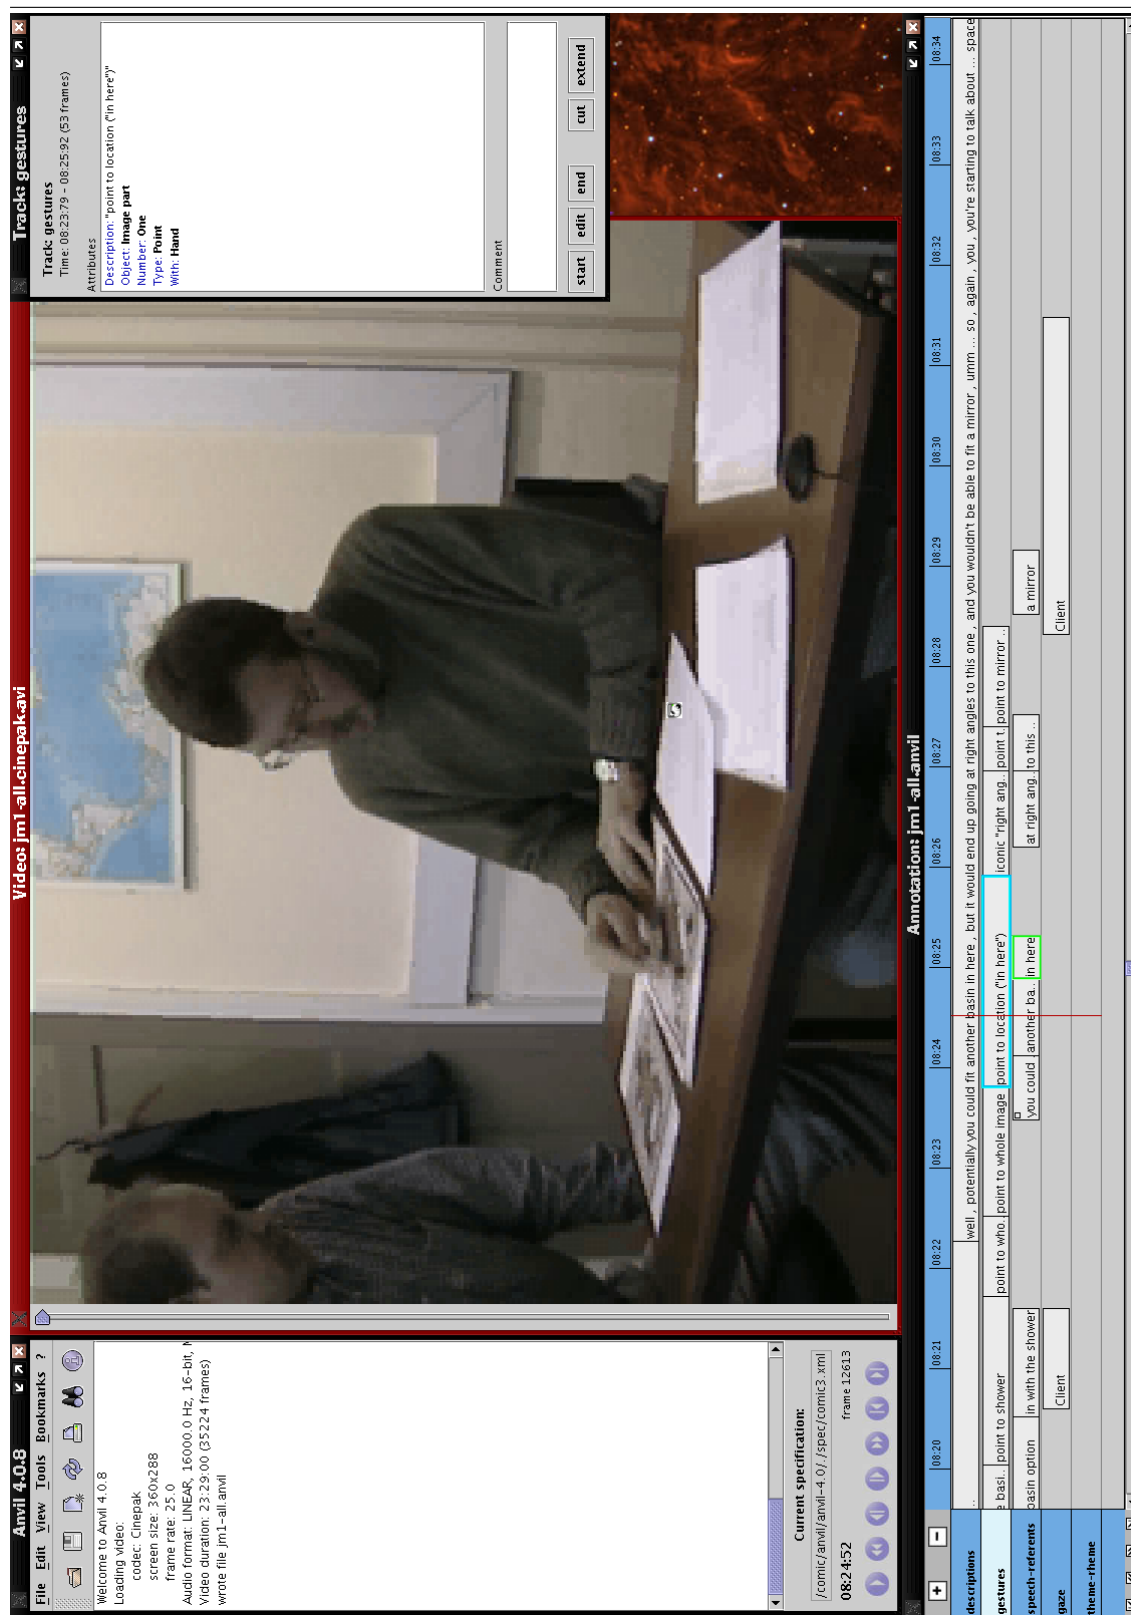 Anvil 4.0.8
File Edit View Tools Bookmarks ?
Welcome to Anvil 4.0.8
Loading video:
codec: Cinepak
screen size: 360x288
frame rate: 25.0
Audio format: LINEAR, 16000.0 Hz, 16-bit,
Video duration: 23:29:00 (35224 frames)
wrote file jm1-all.anvil
Current specification:
/comic/anvil/anvil-4.0/./spec/comic3.xml
08:24:52 frame 12613
Video: jm1-all.cinepak.avi
Track: gestures
Track: gestures
Time: 08:23:79 - 08:25:92 (53 frames)
Attributes
Description: "point to location ("in here")"
Object: Image part
Number: One
Type: Point
With: Hand
Comment
start edit end cut extend
Annotation: jm1-all.anvil
+ - 08:20 08:21 08:22 08:23 08:24 08:25 08:26 08:27 08:28 08:29 08:30 08:31 08:32 08:33 08:34
descriptions .. well , potentially you could fit another basin in here , but it would end up going at right angles to this one , and you wouldn't be able to fit a mirror , umm ... so , again , you , you're starting to talk about ... space
gestures e basi.. point to shower point to who.. point to whole image point to location ("in here") iconic "right ang.. point t.. point to mirror ..
speech-referents basin option in with the shower you could another ba.. in here at right ang.. to this .. a mirror
gaze Client Client
theme-rheme